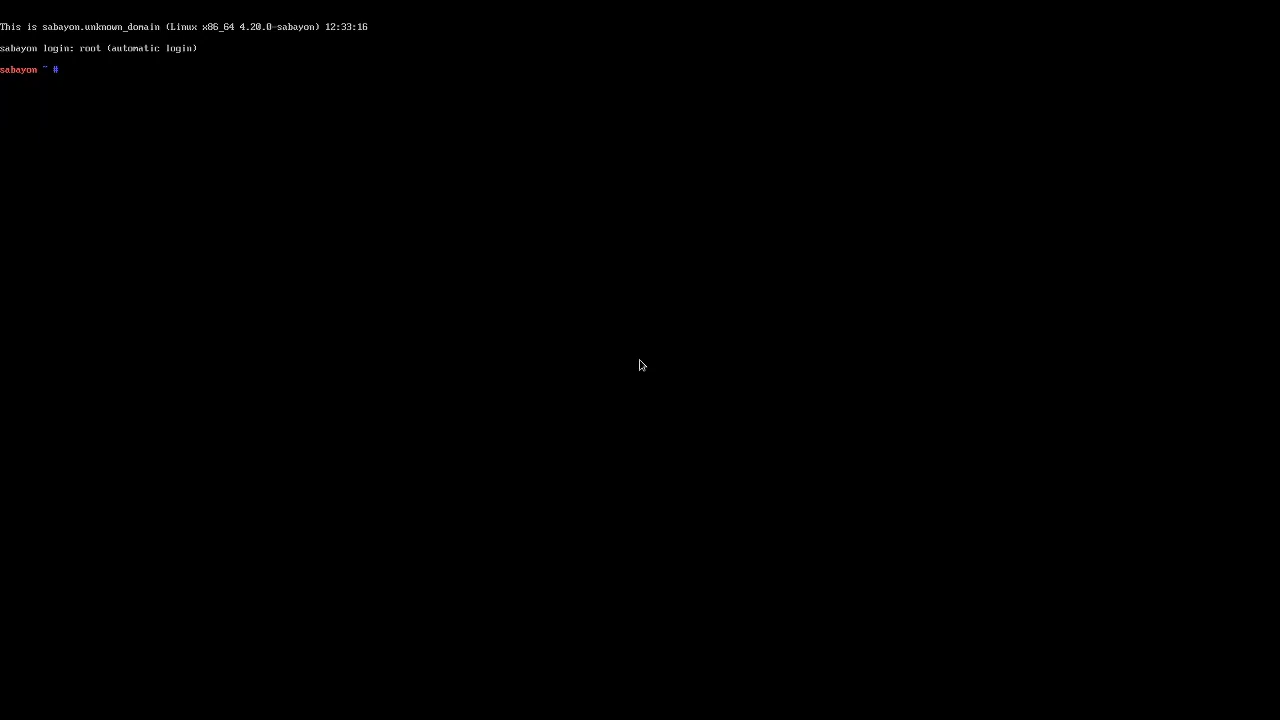 This is sabayon.unknown_domain (Linux x86_64 4.20.0-sabayon) 12:33:16
sabayon login: root (automatic login)
sabayon ~ #